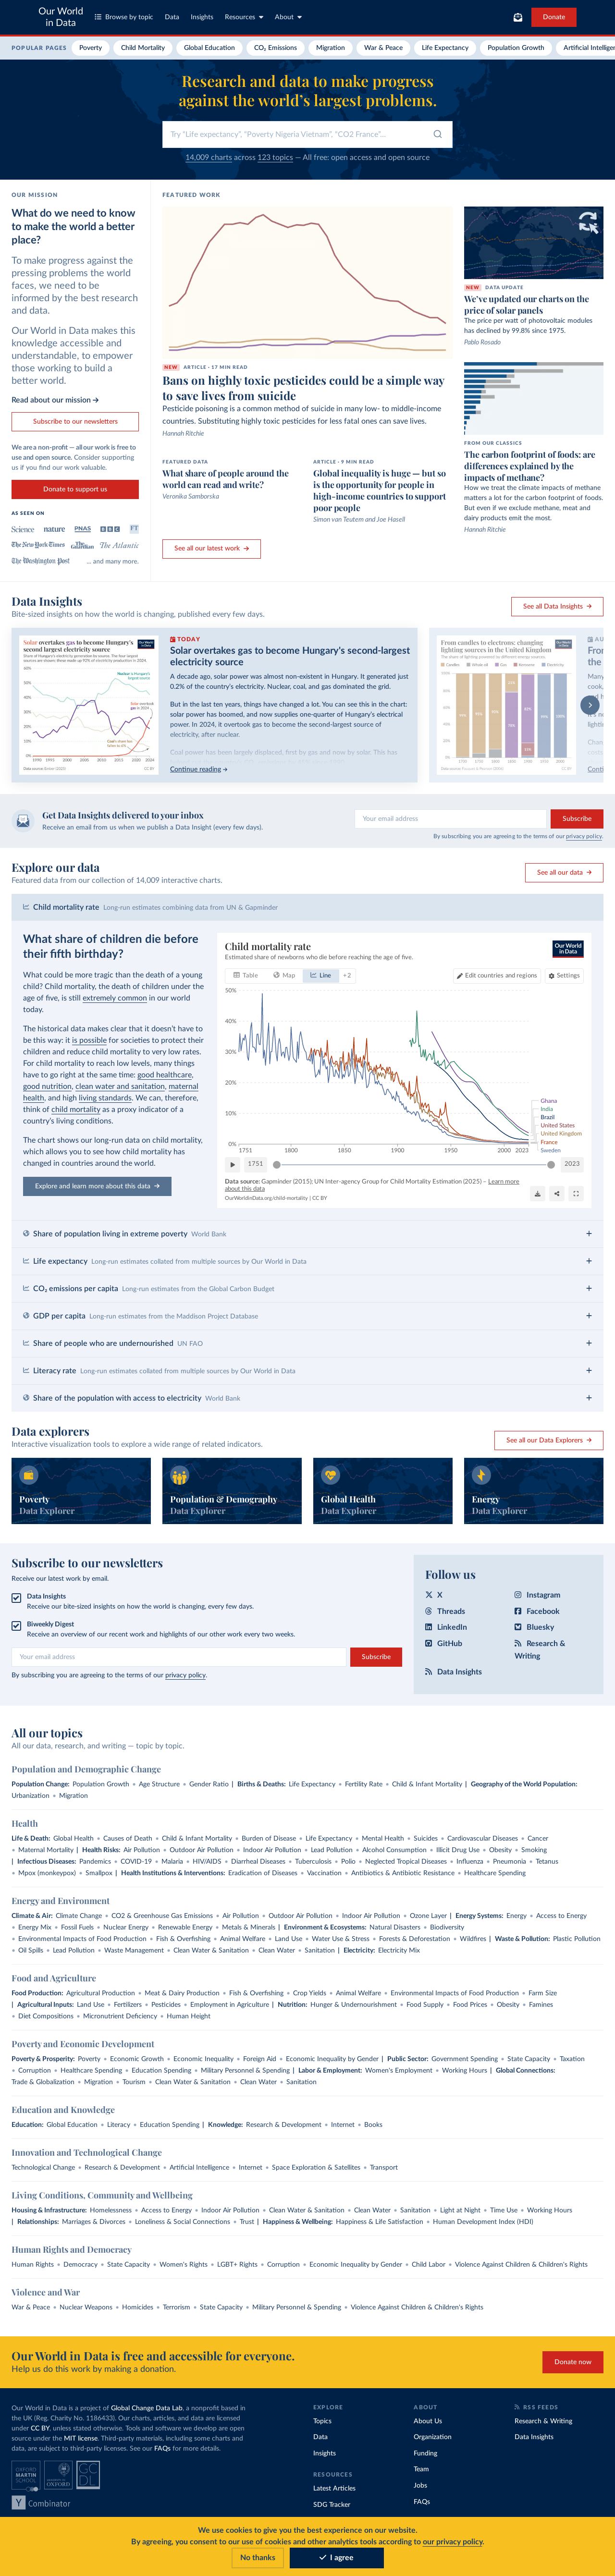 Our World
in Data
Browse by topic
Data
Insights
Resources
About
Donate
POPULAR PAGES
Poverty
Child Mortality
Global Education
CO₂ Emissions
Migration
War & Peace
Life Expectancy
Population Growth
Artificial Intelligen
Research and data to make progress
against the world's largest problems.
Try "Life expectancy", "Poverty Nigeria Vietnam", "CO2 France"...
14,009 charts across 123 topics — All free: open access and open source
OUR MISSION
What do we need to know
to make the world a better
place?
To make progress against the
pressing problems the world
faces, we need to be
informed by the best research
and data.
Our World in Data makes this
knowledge accessible and
understandable, to empower
those working to build a
better world.
Read about our mission
Subscribe to our newsletters
We are a non-profit — all our work is free to
use and open source. Consider supporting
us if you find our work valuable.
Donate to support us
AS SEEN ON
Science
nature
PNAS
BBC
FT
The New York Times
The Guardian
The Atlantic
The Washington Post
... and many more.
FEATURED WORK
NEW ARTICLE · 17 MIN READ
Bans on highly toxic pesticides could be a simple way
to save lives from suicide
Pesticide poisoning is a common method of suicide in many low- to middle-income
countries. Substituting highly toxic pesticides for less fatal ones can save lives.
Hannah Ritchie
FEATURED DATA
What share of people around the
world can read and write?
Veronika Samborska
ARTICLE · 9 MIN READ
Global inequality is huge — but so
is the opportunity for people in
high-income countries to support
poor people
Simon van Teutem and Joe Hasell
See all our latest work
NEW DATA UPDATE
We've updated our charts on the
price of solar panels
The price per watt of photovoltaic modules
has declined by 99.8% since 1975.
Pablo Rosado
FROM OUR CLASSICS
The carbon footprint of foods: are
differences explained by the
impacts of methane?
How we treat the climate impacts of methane
matters a lot for the carbon footprint of foods.
But even if we exclude methane, meat and
dairy products emit the most.
Hannah Ritchie
Data Insights
Bite-sized insights on how the world is changing, published every few days.
See all Data Insights
Solar overtakes gas to become Hungary's
second largest electricity source
TODAY
Solar overtakes gas to become Hungary's second-largest
electricity source
A decade ago, solar power was almost non-existent in Hungary. It generated just
0.2% of the country's electricity. Nuclear, coal, and gas dominated the grid.
But in the last ten years, things have changed a lot. You can see this in the chart:
solar power has boomed, and now supplies one-quarter of Hungary's electrical
power. In 2024, it overtook gas to become the second-largest source of
electricity, after nuclear.
Coal power has been largely displaced, first by gas and now by solar. This has
Continue reading
From candles to electrons: changing
lighting sources in the United Kingdom
Get Data Insights delivered to your inbox
Receive an email from us when we publish a Data Insight (every few days).
Your email address
Subscribe
By subscribing you are agreeing to the terms of our privacy policy.
Explore our data
Featured data from our collection of 14,009 interactive charts.
See all our data
Child mortality rate Long-run estimates combining data from UN & Gapminder
What share of children die before
their fifth birthday?
What could be more tragic than the death of a young
child? Child mortality, the death of children under the
age of five, is still extremely common in our world
today.
The historical data makes clear that it doesn't have to
be this way: it is possible for societies to protect their
children and reduce child mortality to very low rates.
For child mortality to reach low levels, many things
have to go right at the same time: good healthcare,
good nutrition, clean water and sanitation, maternal
health, and high living standards. We can, therefore,
think of child mortality as a proxy indicator of a
country's living conditions.
The chart shows our long-run data on child mortality,
which allows you to see how child mortality has
changed in countries around the world.
Explore and learn more about this data
Child mortality rate
Estimated share of newborns who die before reaching the age of five.
Our World
in Data
Table
Map
Line
+2
Edit countries and regions
Settings
50%
40%
30%
20%
10%
0%
1751
1800
1850
1900
1950
2000
2023
Ghana
India
Brazil
United States
United Kingdom
France
Sweden
1751
2023
Data source: Gapminder (2015); UN Inter-agency Group for Child Mortality Estimation (2025) – Learn more
about this data
OurWorldinData.org/child-mortality | CC BY
Share of population living in extreme poverty World Bank
Life expectancy Long-run estimates collated from multiple sources by Our World in Data
CO₂ emissions per capita Long-run estimates from the Global Carbon Budget
GDP per capita Long-run estimates from the Maddison Project Database
Share of people who are undernourished UN FAO
Literacy rate Long-run estimates collated from multiple sources by Our World in Data
Share of the population with access to electricity World Bank
Data explorers
Interactive visualization tools to explore a wide range of related indicators.
See all our Data Explorers
Poverty
Data Explorer
Population & Demography
Data Explorer
Global Health
Data Explorer
Energy
Data Explorer
Subscribe to our newsletters
Receive our latest work by email.
Data Insights
Receive our bite-sized insights on how the world is changing, every few days.
Biweekly Digest
Receive an overview of our recent work and highlights of our other work every two weeks.
Your email address
Subscribe
By subscribing you are agreeing to the terms of our privacy policy.
Follow us
X
Instagram
Threads
Facebook
LinkedIn
Bluesky
GitHub
Research &
Writing
Data Insights
All our topics
All our data, research, and writing — topic by topic.
Population and Demographic Change
Population Change: Population Growth • Age Structure • Gender Ratio | Births & Deaths: Life Expectancy • Fertility Rate • Child & Infant Mortality | Geography of the World Population:
Urbanization • Migration
Health
Life & Death: Global Health • Causes of Death • Child & Infant Mortality • Burden of Disease • Life Expectancy • Mental Health • Suicides • Cardiovascular Diseases • Cancer
• Maternal Mortality | Health Risks: Air Pollution • Outdoor Air Pollution • Indoor Air Pollution • Lead Pollution • Alcohol Consumption • Illicit Drug Use • Obesity • Smoking
| Infectious Diseases: Pandemics • COVID-19 • Malaria • HIV/AIDS • Diarrheal Diseases • Tuberculosis • Polio • Neglected Tropical Diseases • Influenza • Pneumonia • Tetanus
• Mpox (monkeypox) • Smallpox | Health Institutions & Interventions: Eradication of Diseases • Vaccination • Antibiotics & Antibiotic Resistance • Healthcare Spending
Energy and Environment
Climate & Air: Climate Change • CO2 & Greenhouse Gas Emissions • Air Pollution • Outdoor Air Pollution • Indoor Air Pollution • Ozone Layer | Energy Systems: Energy • Access to Energy
• Energy Mix • Fossil Fuels • Nuclear Energy • Renewable Energy • Metals & Minerals | Environment & Ecosystems: Natural Disasters • Biodiversity
• Environmental Impacts of Food Production • Fish & Overfishing • Animal Welfare • Land Use • Water Use & Stress • Forests & Deforestation • Wildfires | Waste & Pollution: Plastic Pollution
• Oil Spills • Lead Pollution • Waste Management • Clean Water & Sanitation • Clean Water • Sanitation | Electricity: Electricity Mix
Food and Agriculture
Food Production: Agricultural Production • Meat & Dairy Production • Fish & Overfishing • Crop Yields • Animal Welfare • Environmental Impacts of Food Production • Farm Size
| Agricultural Inputs: Land Use • Fertilizers • Pesticides • Employment in Agriculture | Nutrition: Hunger & Undernourishment • Food Supply • Food Prices • Obesity • Famines
• Diet Compositions • Micronutrient Deficiency • Human Height
Poverty and Economic Development
Poverty & Prosperity: Poverty • Economic Growth • Economic Inequality • Foreign Aid • Economic Inequality by Gender | Public Sector: Government Spending • State Capacity • Taxation
• Corruption • Healthcare Spending • Education Spending • Military Personnel & Spending | Labor & Employment: Women's Employment • Working Hours | Global Connections:
Trade & Globalization • Migration • Tourism • Clean Water & Sanitation • Clean Water • Sanitation
Education and Knowledge
Education: Global Education • Literacy • Education Spending | Knowledge: Research & Development • Internet • Books
Innovation and Technological Change
Technological Change • Research & Development • Artificial Intelligence • Internet • Space Exploration & Satellites • Transport
Living Conditions, Community and Wellbeing
Housing & Infrastructure: Homelessness • Access to Energy • Indoor Air Pollution • Clean Water & Sanitation • Clean Water • Sanitation • Light at Night • Time Use • Working Hours
| Relationships: Marriages & Divorces • Loneliness & Social Connections • Trust | Happiness & Wellbeing: Happiness & Life Satisfaction • Human Development Index (HDI)
Human Rights and Democracy
Human Rights • Democracy • State Capacity • Women's Rights • LGBT+ Rights • Corruption • Economic Inequality by Gender • Child Labor • Violence Against Children & Children's Rights
Violence and War
War & Peace • Nuclear Weapons • Homicides • Terrorism • State Capacity • Military Personnel & Spending • Violence Against Children & Children's Rights
Our World in Data is free and accessible for everyone.
Help us do this work by making a donation.
Donate now
Our World in Data is a project of Global Change Data Lab, a nonprofit based in
the UK (Reg. Charity No. 1186433). Our charts, articles, and data are licensed
under CC BY, unless stated otherwise. Tools and software we develop are open
source under the MIT license. Third-party materials, including some charts and
data, are subject to third-party licenses. See our FAQs for more details.
OXFORD
MARTIN
SCHOOL
UNIVERSITY OF
OXFORD
GC
DL
Y Combinator
EXPLORE
Topics
Data
Insights
RESOURCES
Latest Articles
SDG Tracker
ABOUT
About Us
Organization
Funding
Team
Jobs
FAQs
RSS FEEDS
Research & Writing
Data Insights
We use cookies to give you the best experience on our website.
By agreeing, you consent to our use of cookies and other analytics tools according to our privacy policy.
No thanks
I agree